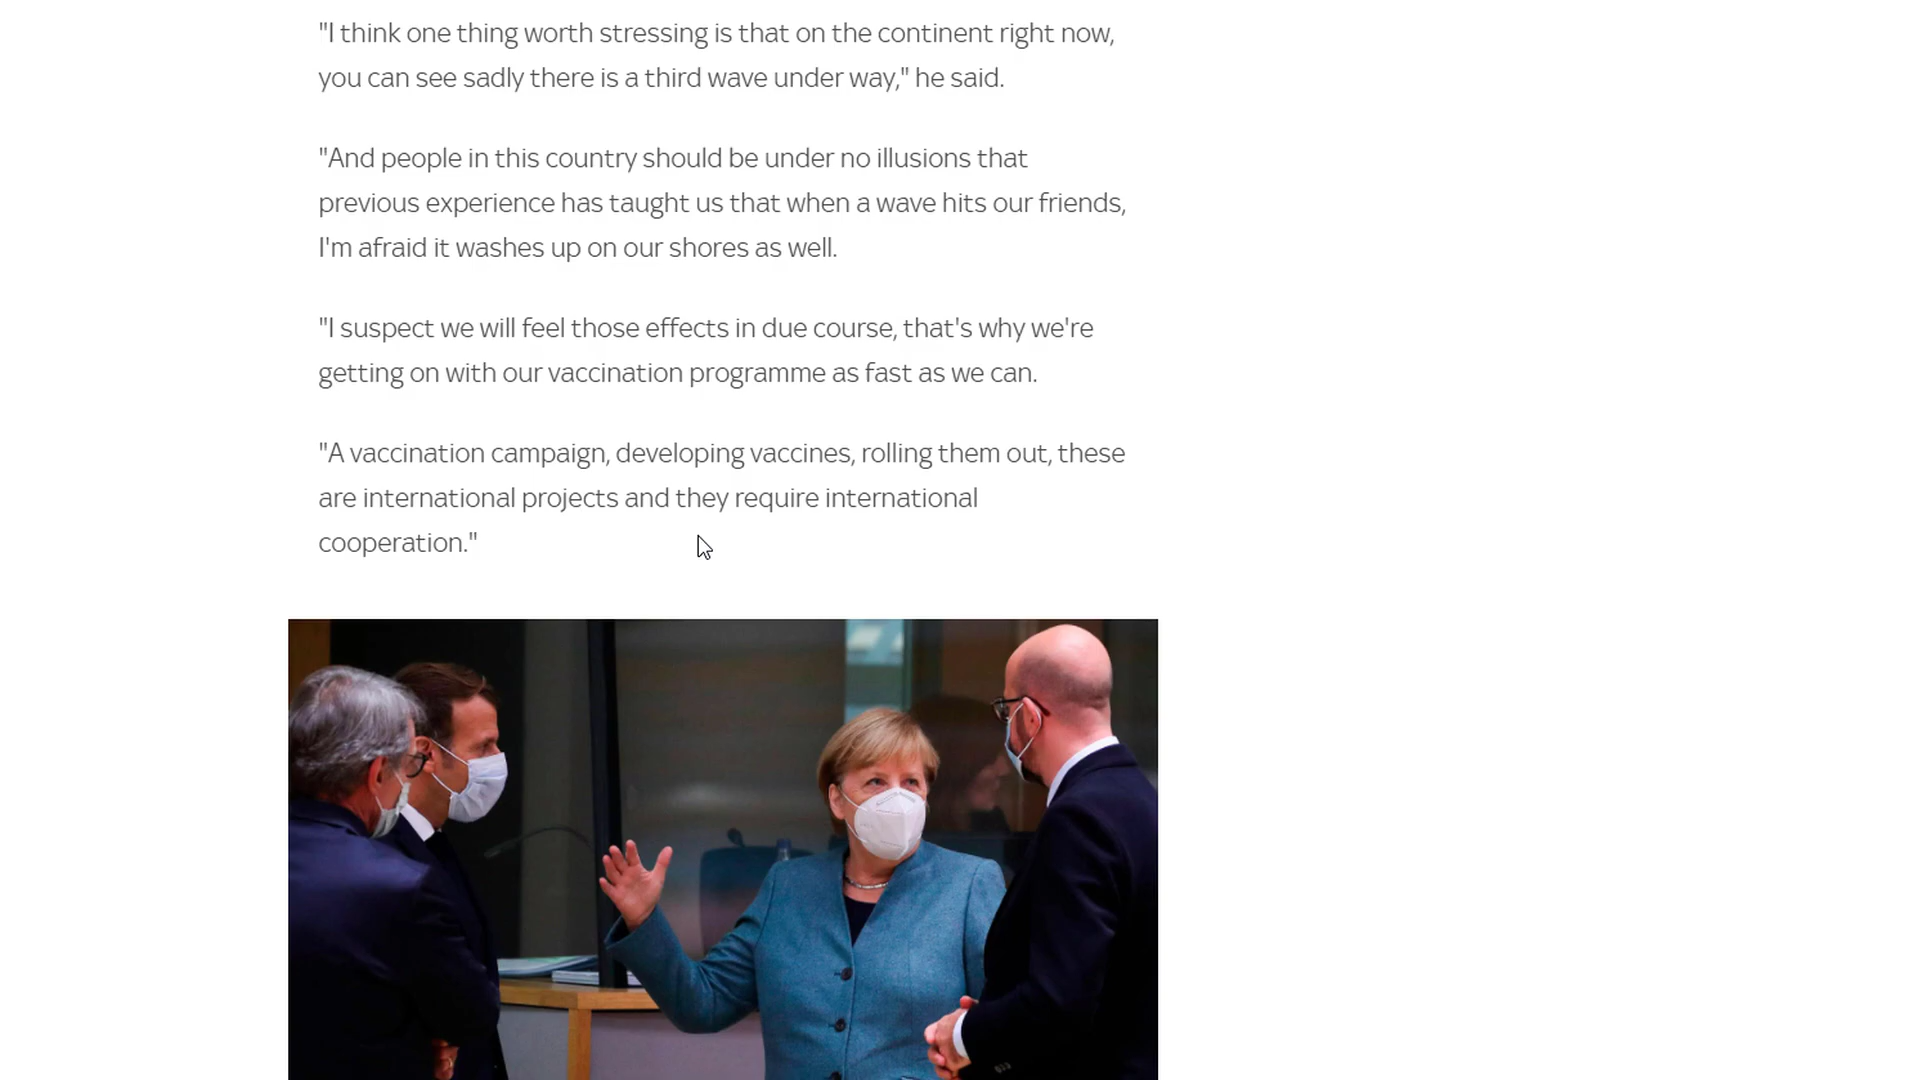 "I think one thing worth stressing is that on the continent right now,
you can see sadly there is a third wave under way," he said.
"And people in this country should be under no illusions that
previous experience has taught us that when a wave hits our friends,
I'm afraid it washes up on our shores as well.
"I suspect we will feel those effects in due course, that's why we're
getting on with our vaccination programme as fast as we can.
"A vaccination campaign, developing vaccines, rolling them out, these
are international projects and they require international
cooperation."